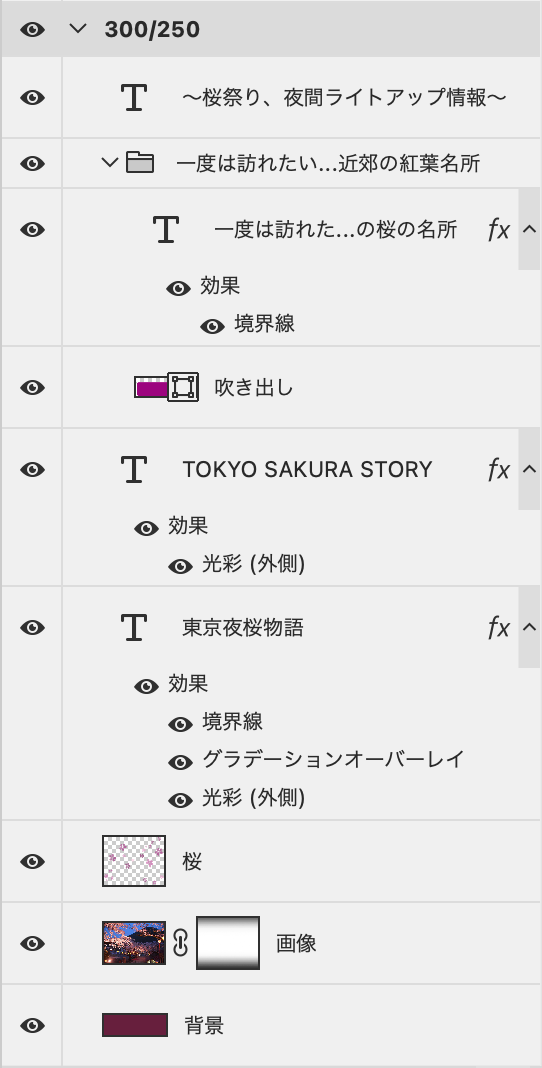 300/250
〜桜祭り、夜間ライトアップ情報〜
一度は訪れたい...近郊の紅葉名所
一度は訪れた...の桜の名所 fx
効果
境界線
吹き出し
TOKYO SAKURA STORY fx
効果
光彩 (外側)
東京夜桜物語 fx
効果
境界線
グラデーションオーバーレイ
光彩 (外側)
桜
画像
背景